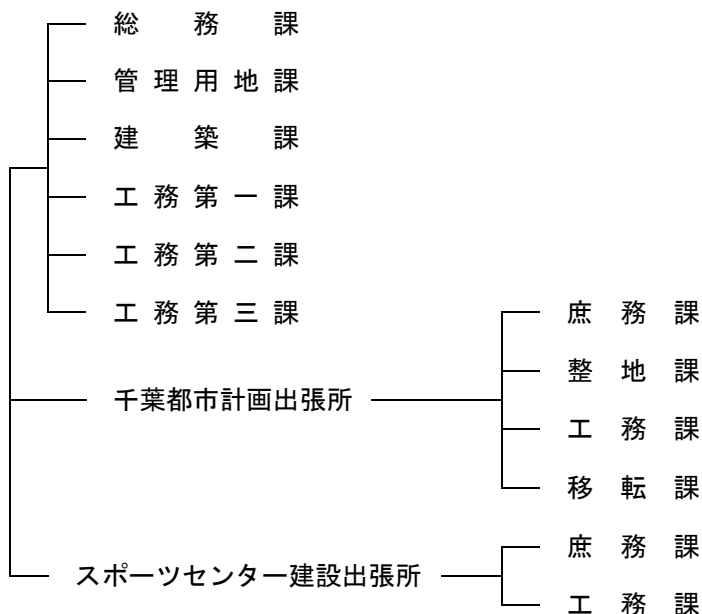 総務課
管理用地課
建築課
工務第一課
工務第二課
工務第三課
千葉都市計画出張所
庶務課
整地課
工務課
移転課
スポーツセンター建設出張所
庶務課
工務課